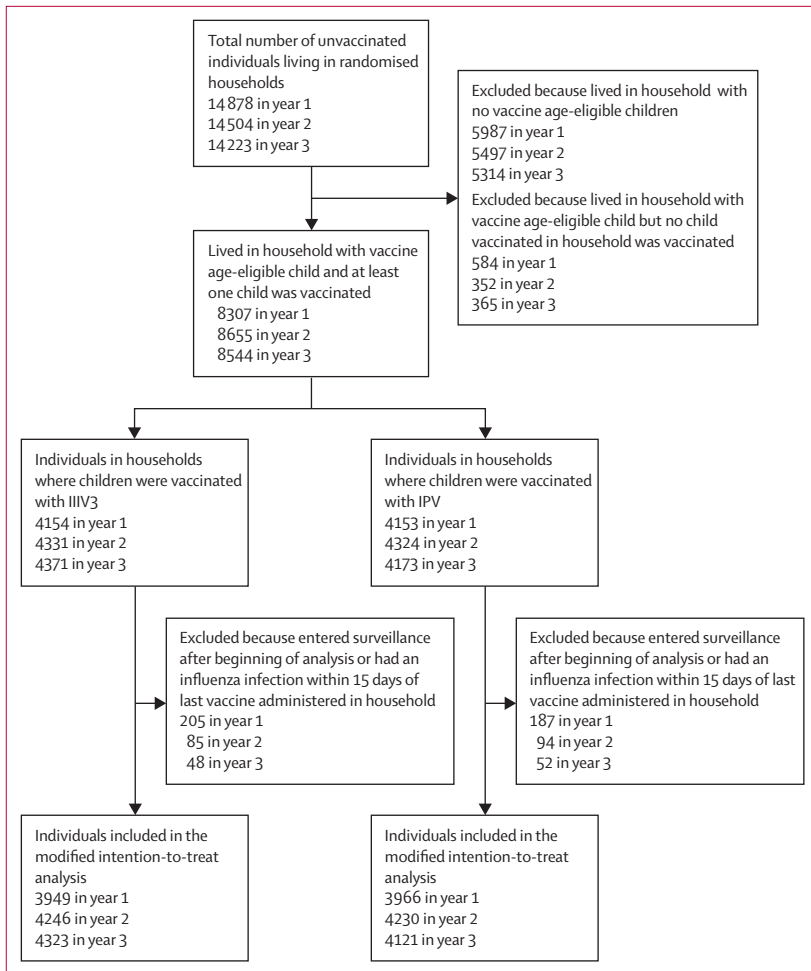 Total number of unvaccinated
individuals living in randomised
households
14 878 in year 1
14 504 in year 2
14 223 in year 3
Excluded because lived in household with
no vaccine age-eligible children
5987 in year 1
5497 in year 2
5314 in year 3
Excluded because lived in household with
vaccine age-eligible child but no child
vaccinated in household was vaccinated
584 in year 1
352 in year 2
365 in year 3
Lived in household with vaccine
age-eligible child and at least
one child was vaccinated
8307 in year 1
8655 in year 2
8544 in year 3
Individuals in households
where children were vaccinated
with IIIV3
4154 in year 1
4331 in year 2
4371 in year 3
Individuals in households
where children were vaccinated
with IPV
4153 in year 1
4324 in year 2
4173 in year 3
Excluded because entered surveillance
after beginning of analysis or had an
influenza infection within 15 days of
last vaccine administered in household
205 in year 1
85 in year 2
48 in year 3
Excluded because entered surveillance
after beginning of analysis or had an
influenza infection within 15 days of last
vaccine administered in household
187 in year 1
94 in year 2
52 in year 3
Individuals included in the
modified intention-to-treat
analysis
3949 in year 1
4246 in year 2
4323 in year 3
Individuals included in the
modified intention-to-treat
analysis
3966 in year 1
4230 in year 2
4121 in year 3